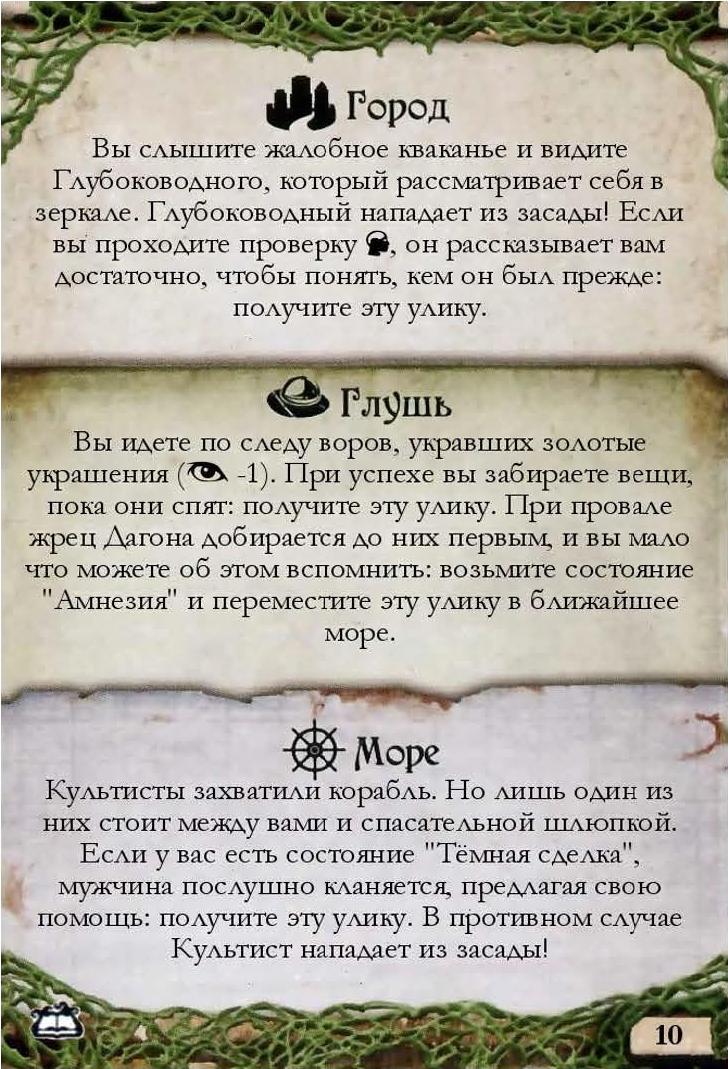 Город
Вы слышите жалобное кваканье и видите
Глубоководного, который рассматривает себя в
зеркале. Глубоководный нападает из засады! Если
вы проходите проверку , он рассказывает вам
достаточно, чтобы понять, кем он был прежде:
получите эту улику.
Глушь
Вы идете по следу воров, укравших золотые
украшения ( -1). При успехе вы забираете вещи,
пока они спят: получите эту улику. При провале
жрец Дагона добирается до них первым, и вы мало
что можете об этом вспомнить: возьмите состояние
"Амнезия" и переместите эту улику в ближайшее
море.
Море
Культисты захватили корабль. Но лишь один из
них стоит между вами и спасательной шлюпкой.
Если у вас есть состояние "Тёмная сделка",
мужчина послушно кланяется, предлагая свою
помощь: получите эту улику. В противном случае
Культист нападает из засады!
10